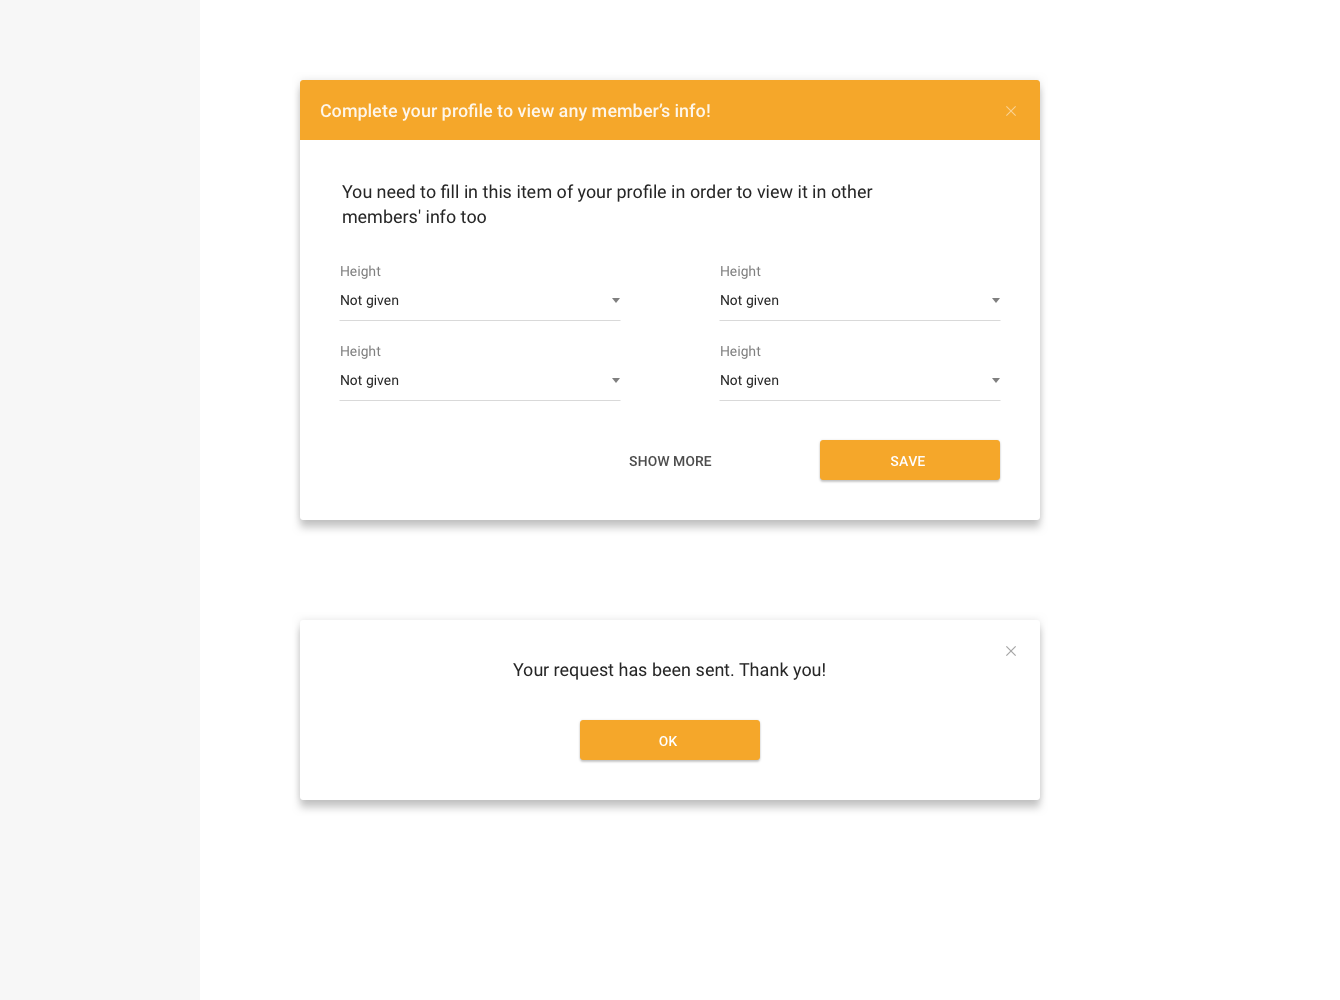 Complete your profile to view any member’s info!
You need to fill in this item of your profile in order to view it in other
members' info too
Height
Height
Not given
Not given
Height
Height
Not given
Not given
SHOW MORE
SAVE
Your request has been sent. Thank you!
OK